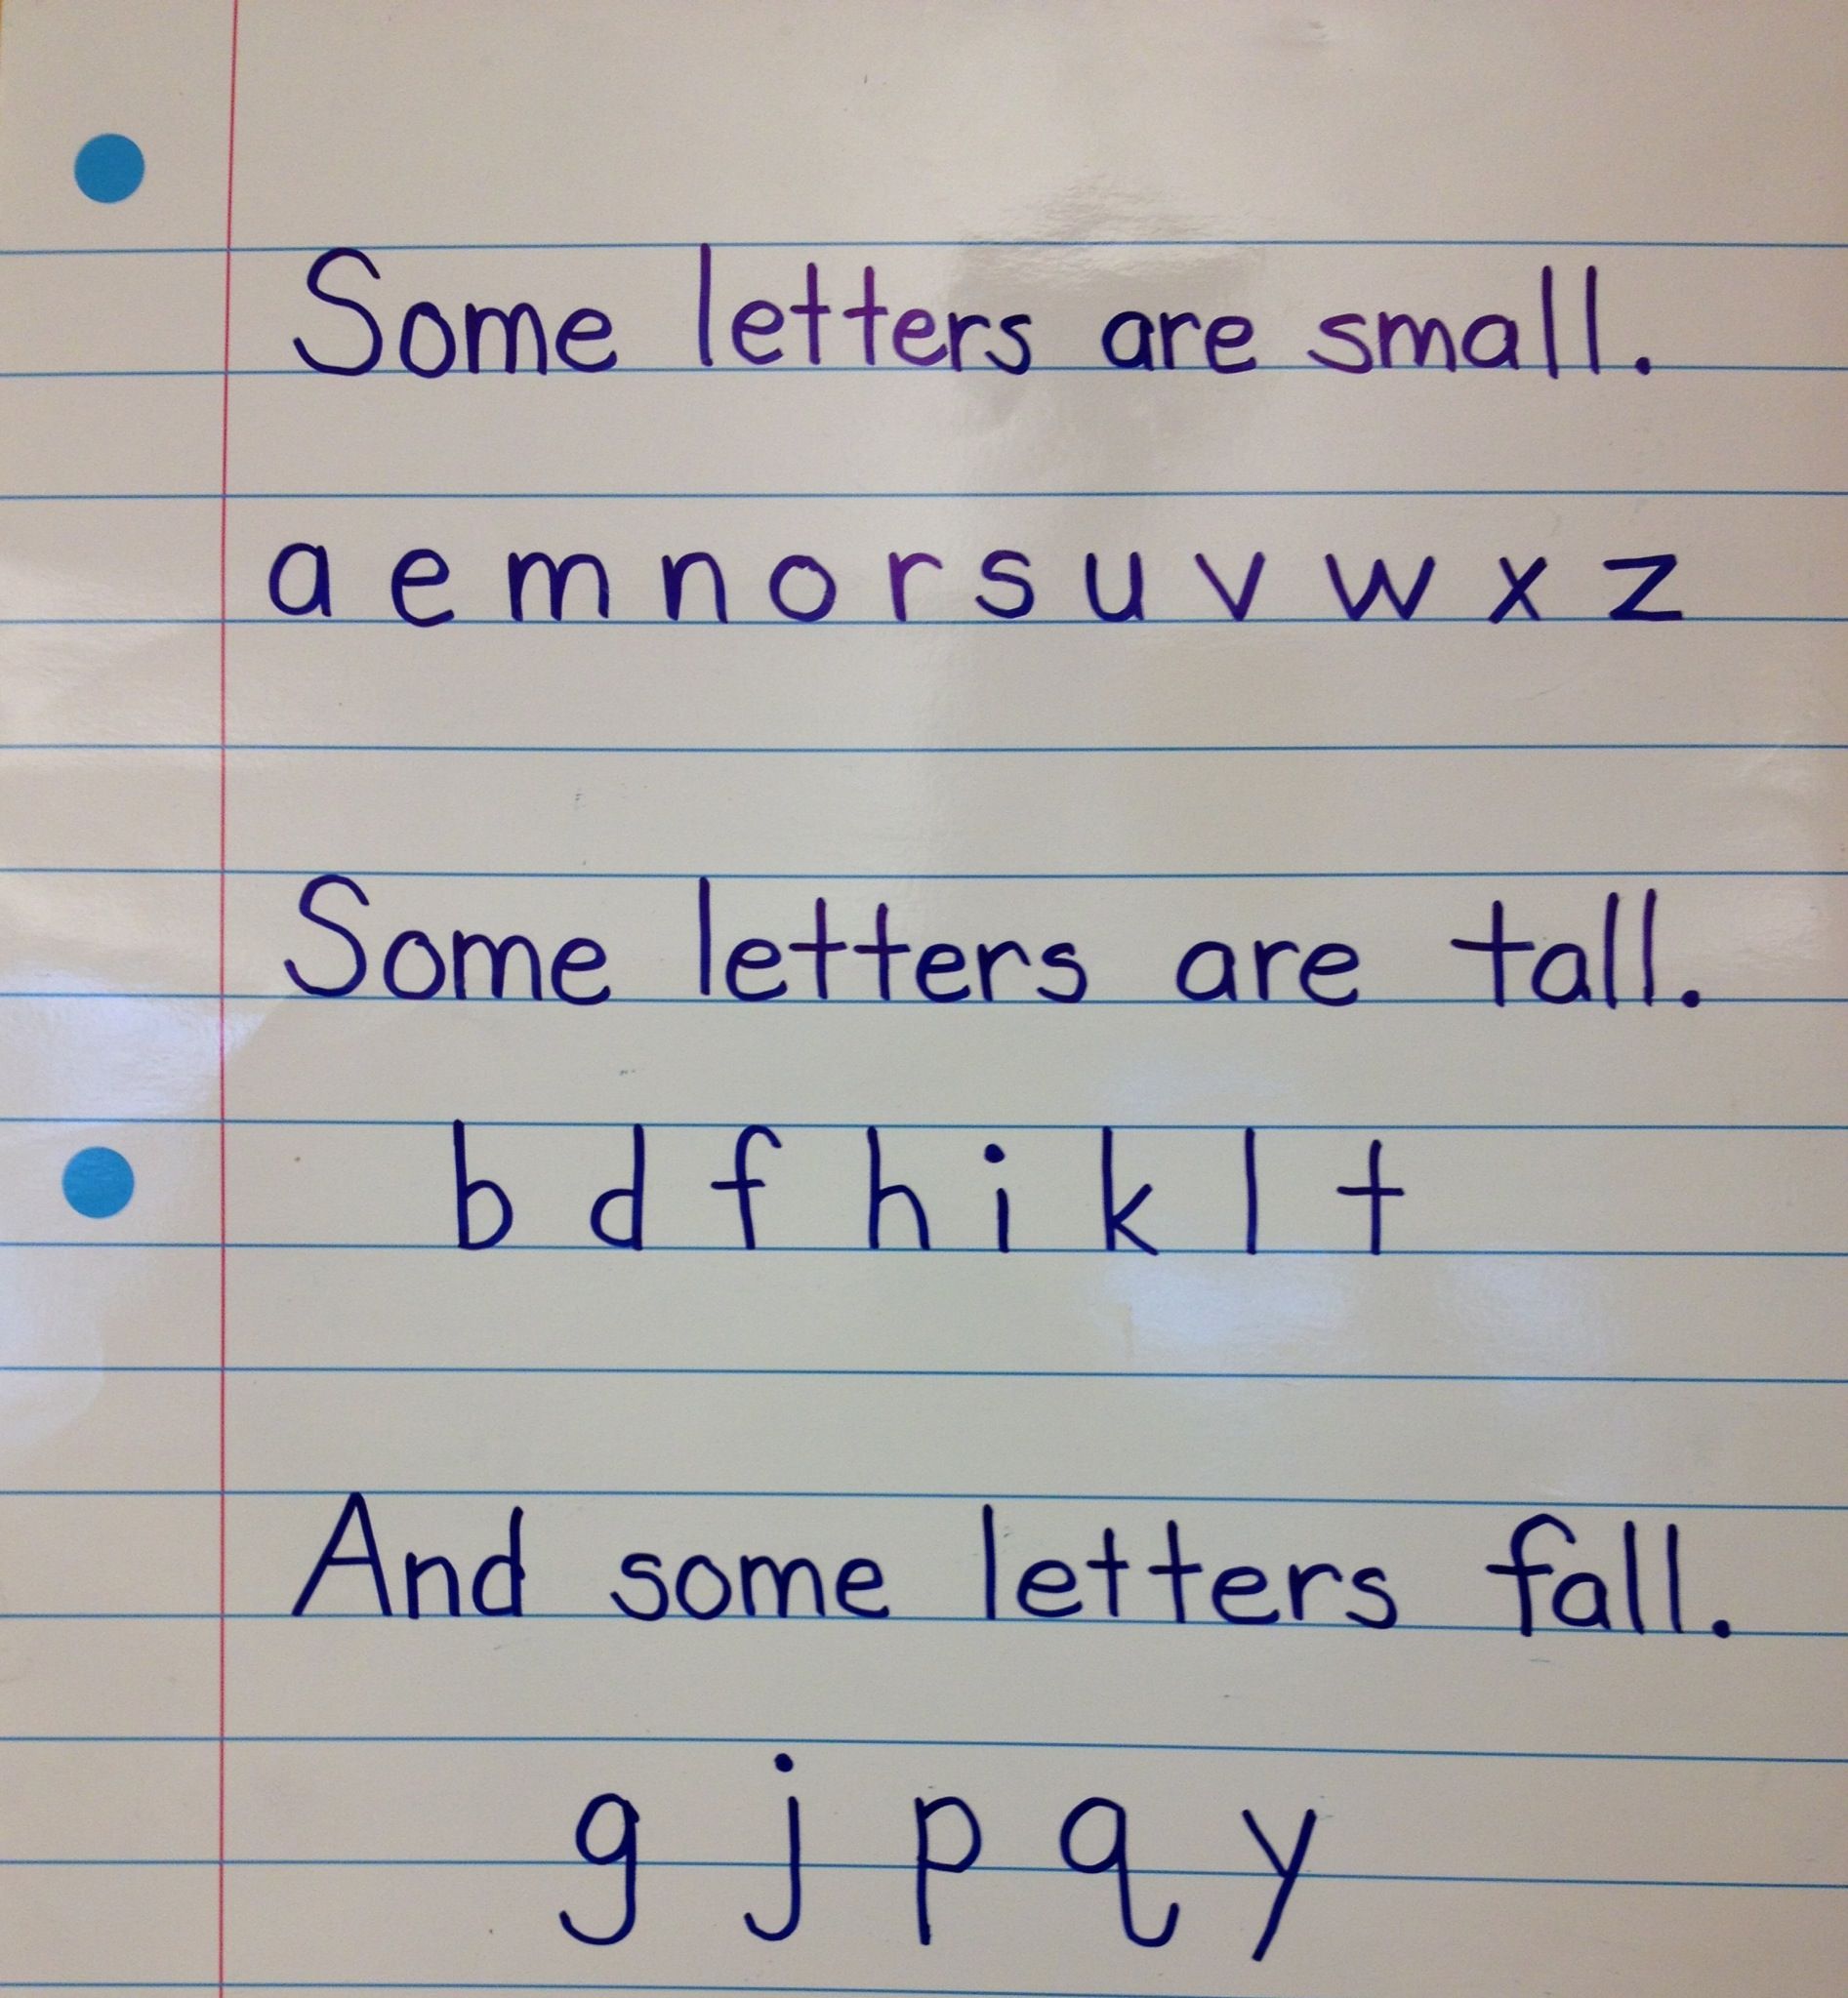 Some letters are small.
a e m n o r s u v w x z
Some letters are tall.
b d f h i k l t
And some letters fall.
g j p q y